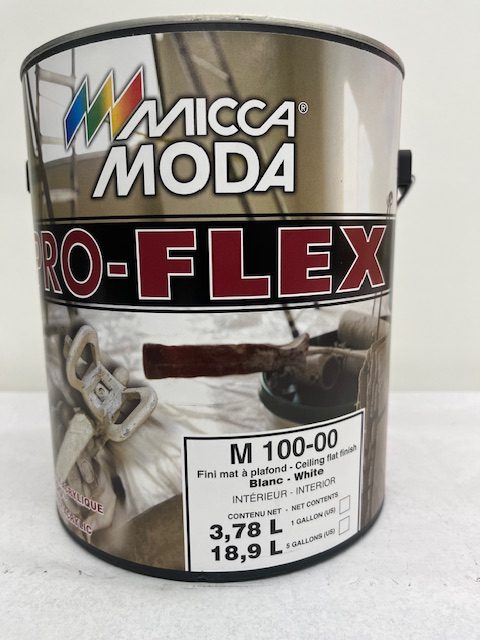 MICCA®
MODA
PRO-FLEX
M 100-00
Fini mat à plafond - Ceiling flat finish
Blanc - White
INTÉRIEUR - INTERIOR
CONTENU NET - NET CONTENTS
3,78 L 1 GALLON (US)
18,9 L 5 GALLONS (US)